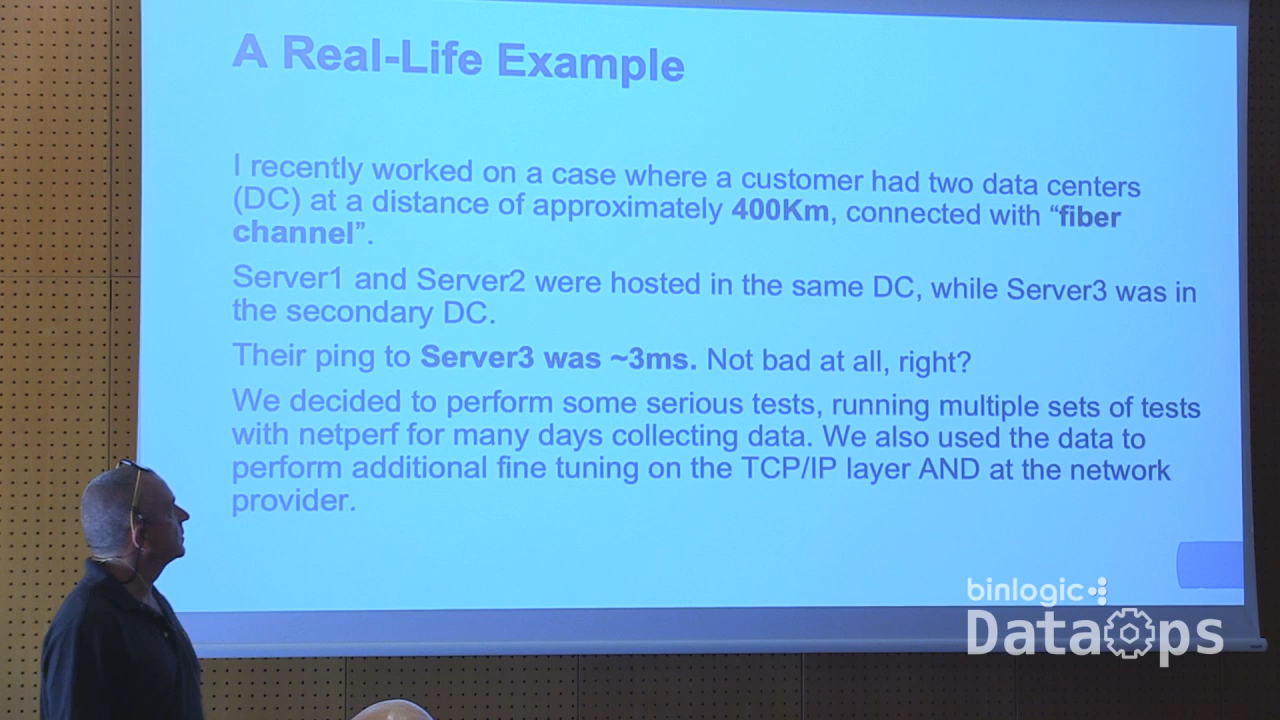 A Real-Life Example
I recently worked on a case where a customer had two data centers
(DC) at a distance of approximately 400Km, connected with “fiber
channel”.
Server1 and Server2 were hosted in the same DC, while Server3 was in
the secondary DC.
Their ping to Server3 was ~3ms. Not bad at all, right?
We decided to perform some serious tests, running multiple sets of tests
with netperf for many days collecting data. We also used the data to
perform additional fine tuning on the TCP/IP layer AND at the network
provider.
binlogic
DataOps